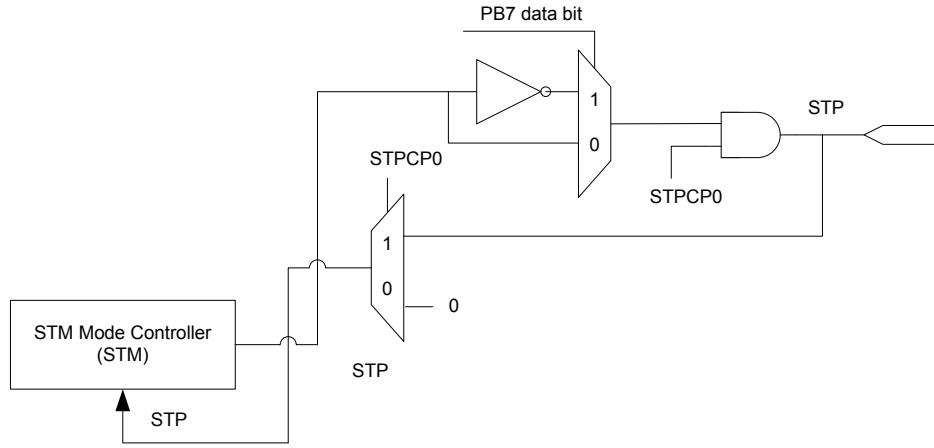 PB7 data bit
1
STP
0
STPCP0
STPCP0
1
0
0
STM Mode Controller
(STM)
STP
STP